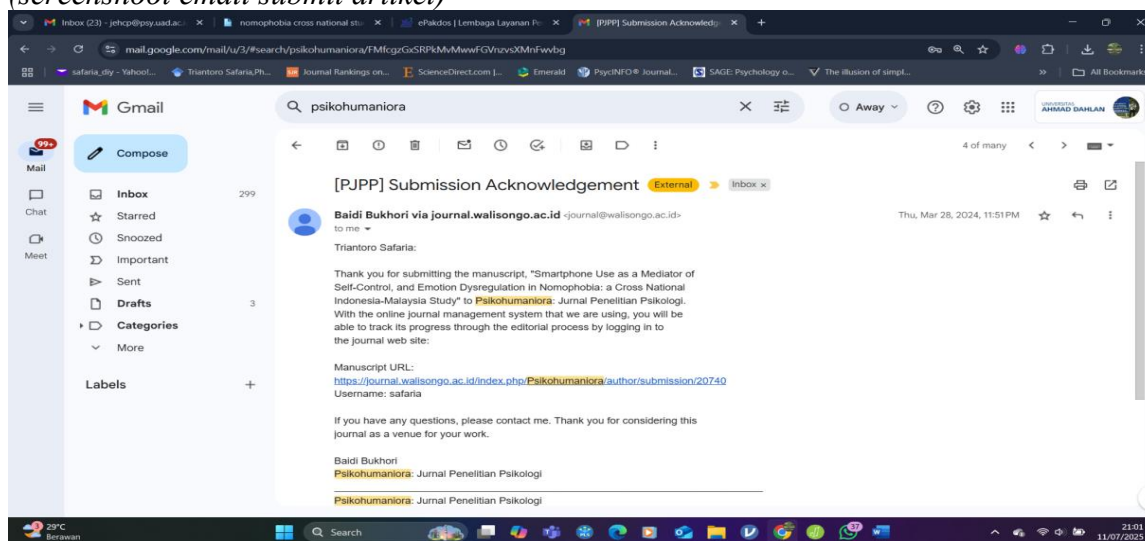 (screenshoot email submit artikel)
Inbox (23) - jehcp@psy.uad.ac.
nomophobia cross national stu
ePakdos | Lembaga Layanan Pe
[PJPP] Submission Acknowledg
mail.google.com/mail/u/3/#search/psikohumaniora/
safaria_diy - Yahoo!...
Triantoro Safaria,Ph...
Journal Rankings on...
ScienceDirect.com |...
Emerald
PsycINFO® Journal...
SAGE: Psychology o...
The illusion of simpl...
All Bookmark
Gmail
psikohumaniora
Away
UNIVERSITAS
AHMAD DAHLAN
99+
Mail
Chat
Meet
Compose
Inbox 299
Starred
Snoozed
Important
Sent
Drafts 3
Categories
More
Labels
4 of many
[PJPP] Submission Acknowledgement External Inbox x
Baidi Bukhori via journal.walisongo.ac.id <journal@walisongo.ac.id>
Thu, Mar 28, 2024, 11:51 PM
to me
Triantoro Safaria:
Thank you for submitting the manuscript, "Smartphone Use as a Mediator of
Self-Control, and Emotion Dysregulation in Nomophobia: a Cross National
Indonesia-Malaysia Study" to Psikohumaniora: Jurnal Penelitian Psikologi.
With the online journal management system that we are using, you will be
able to track its progress through the editorial process by logging in to
the journal web site:
Manuscript URL:
https://journal.walisongo.ac.id/index.php/Psikohumaniora/author/submission/20740
Username: safaria
If you have any questions, please contact me. Thank you for considering this
journal as a venue for your work.
Baidi Bukhori
Psikohumaniora: Jurnal Penelitian Psikologi
Psikohumaniora: Jurnal Penelitian Psikologi
29°C
Berawan
Search
21:01
11/07/2025